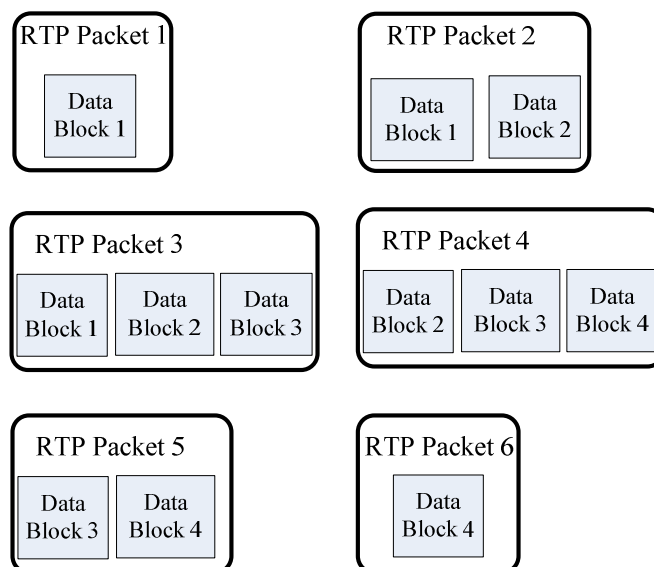 RTP Packet 1
Data
Block 1
RTP Packet 2
Data
Block 1
Data
Block 2
RTP Packet 3
Data
Block 1
Data
Block 2
Data
Block 3
RTP Packet 4
Data
Block 2
Data
Block 3
Data
Block 4
RTP Packet 5
Data
Block 3
Data
Block 4
RTP Packet 6
Data
Block 4